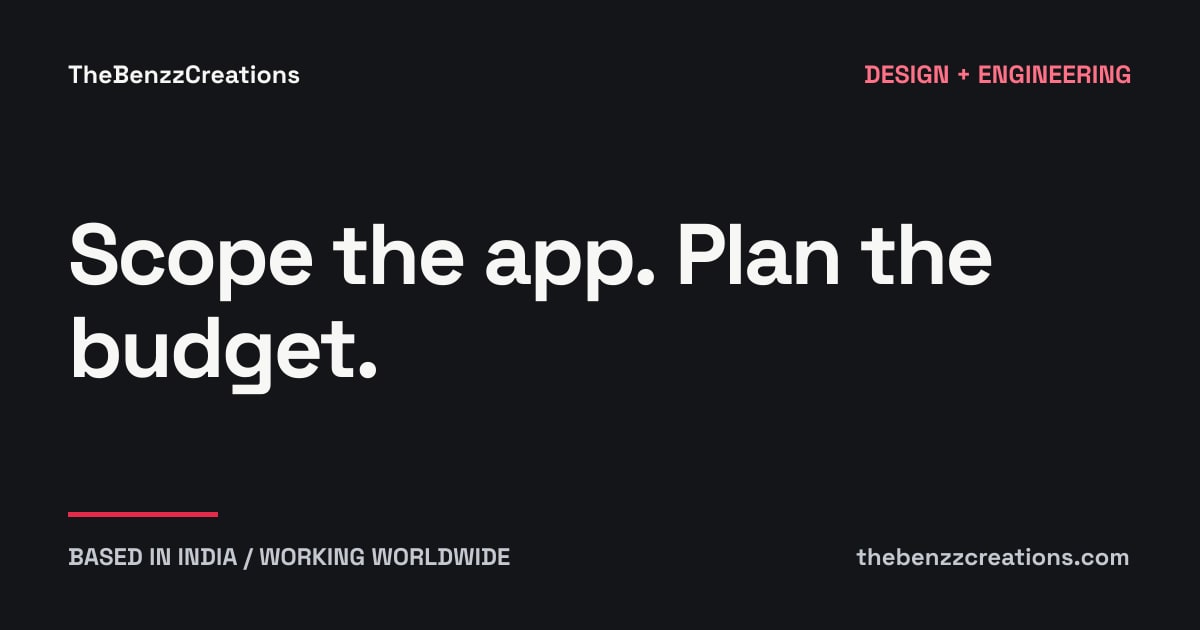 TheBenzzCreations
DESIGN + ENGINEERING
Scope the app. Plan the
budget.
BASED IN INDIA / WORKING WORLDWIDE
thebenzzcreations.com